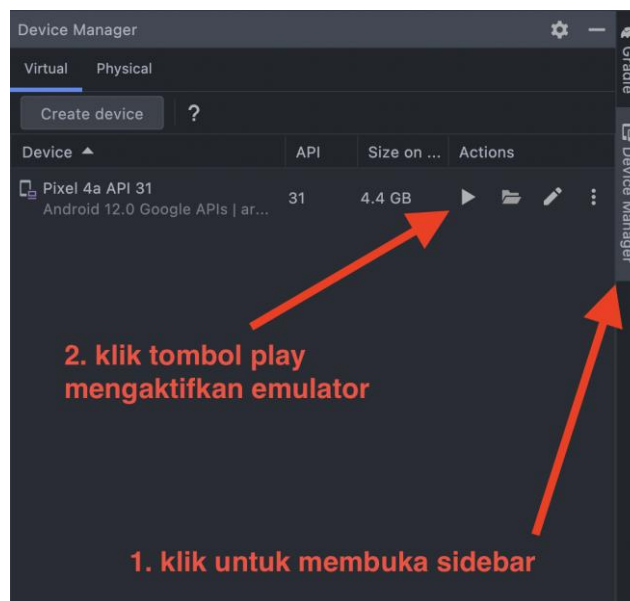 Device Manager
Virtual Physical
Create device ?
Device API Size on ... Actions
Pixel 4a API 31
Android 12.0 Google APIs | ar...
31 4.4 GB
2. klik tombol play
mengaktifkan emulator
1. klik untuk membuka sidebar
Gradle
Device Manager